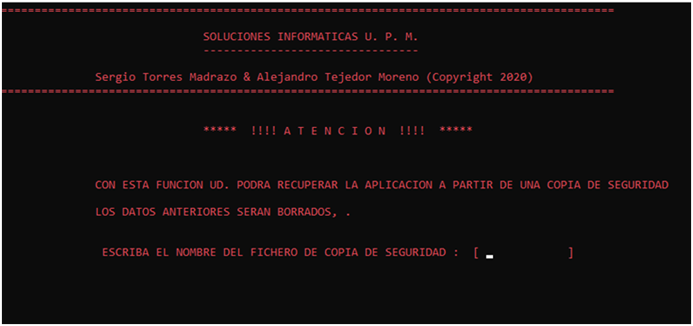 ===========================================================================================
SOLUCIONES INFORMATICAS U. P. M.
--------------------------------
Sergio Torres Madrazo & Alejandro Tejedor Moreno (Copyright 2020)
===========================================================================================
***** !!!! A T E N C I O N !!!! *****
CON ESTA FUNCION UD. PODRA RECUPERAR LA APLICACION A PARTIR DE UNA COPIA DE SEGURIDAD
LOS DATOS ANTERIORES SERAN BORRADOS, .
ESCRIBA EL NOMBRE DEL FICHERO DE COPIA DE SEGURIDAD : [ _ ]